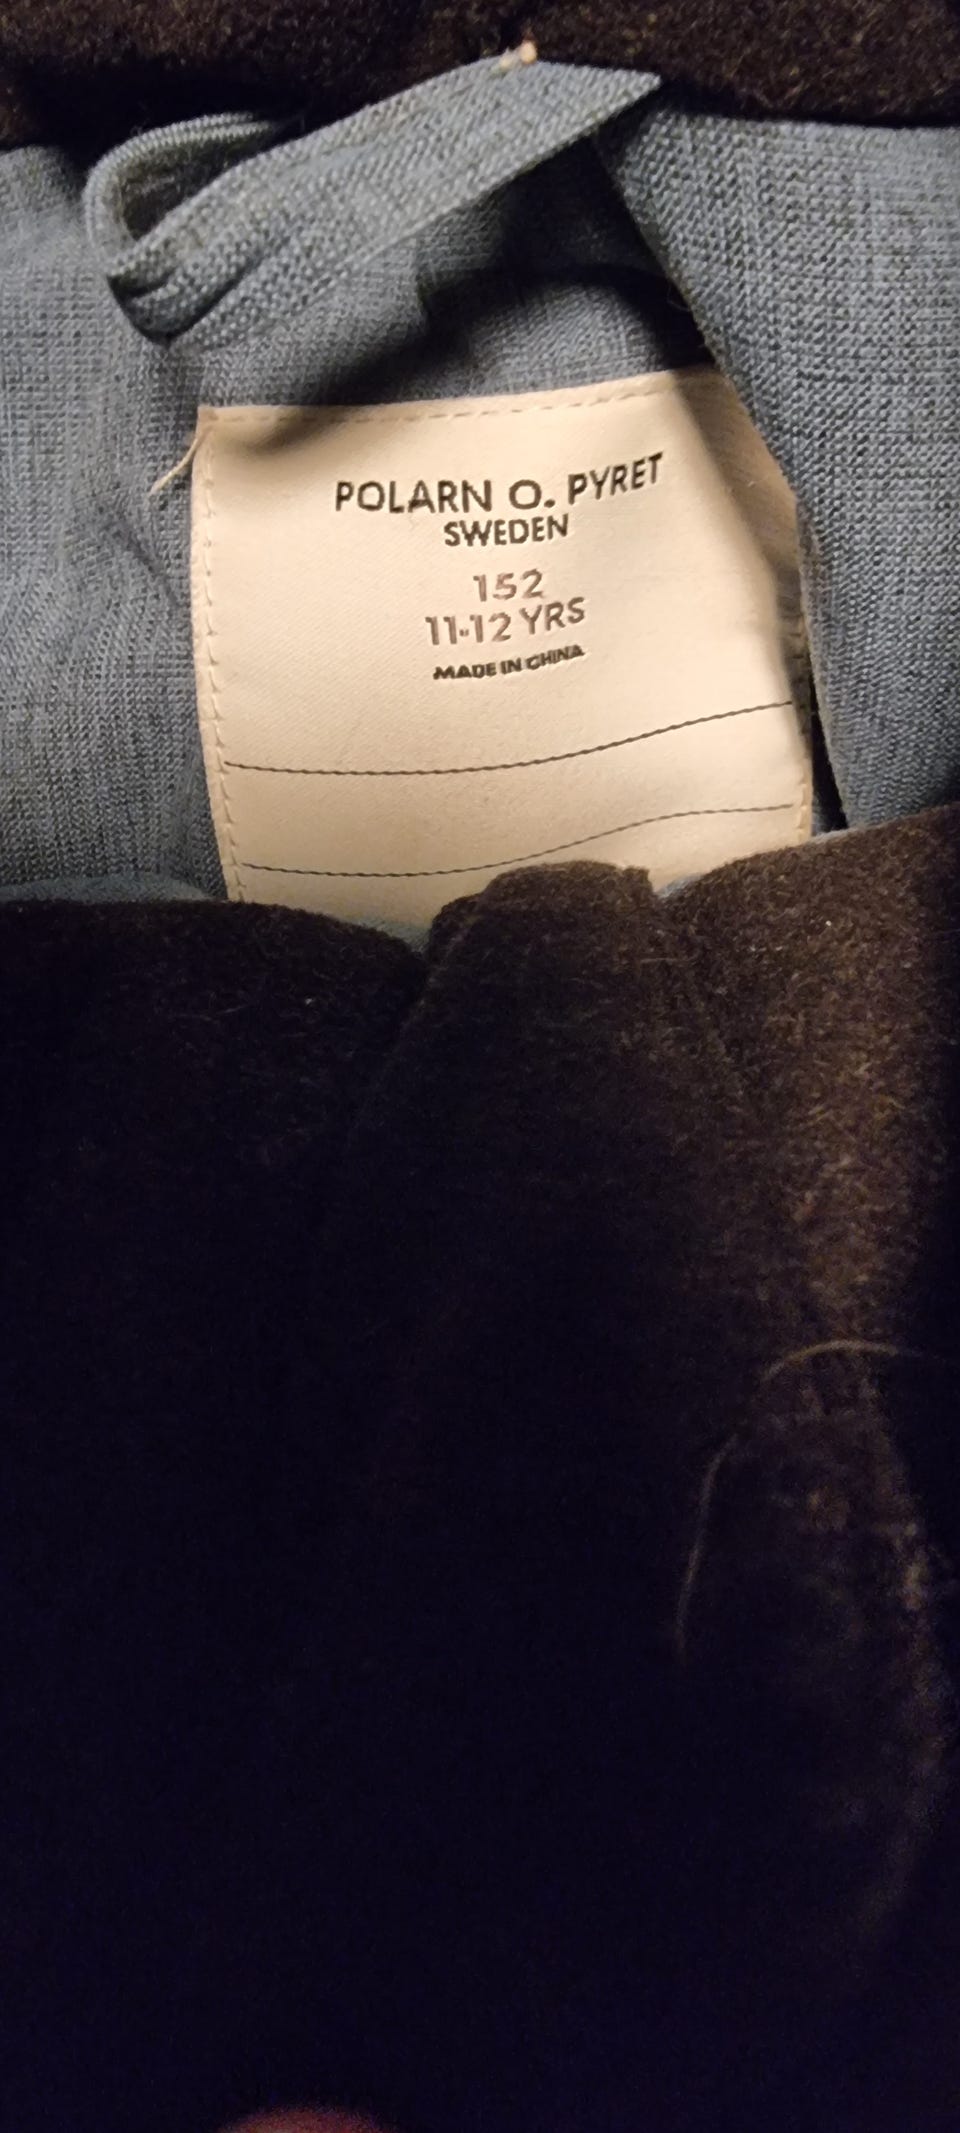 POLARN O. PYRET
SWEDEN
152
11-12 YRS
MADE IN CHINA